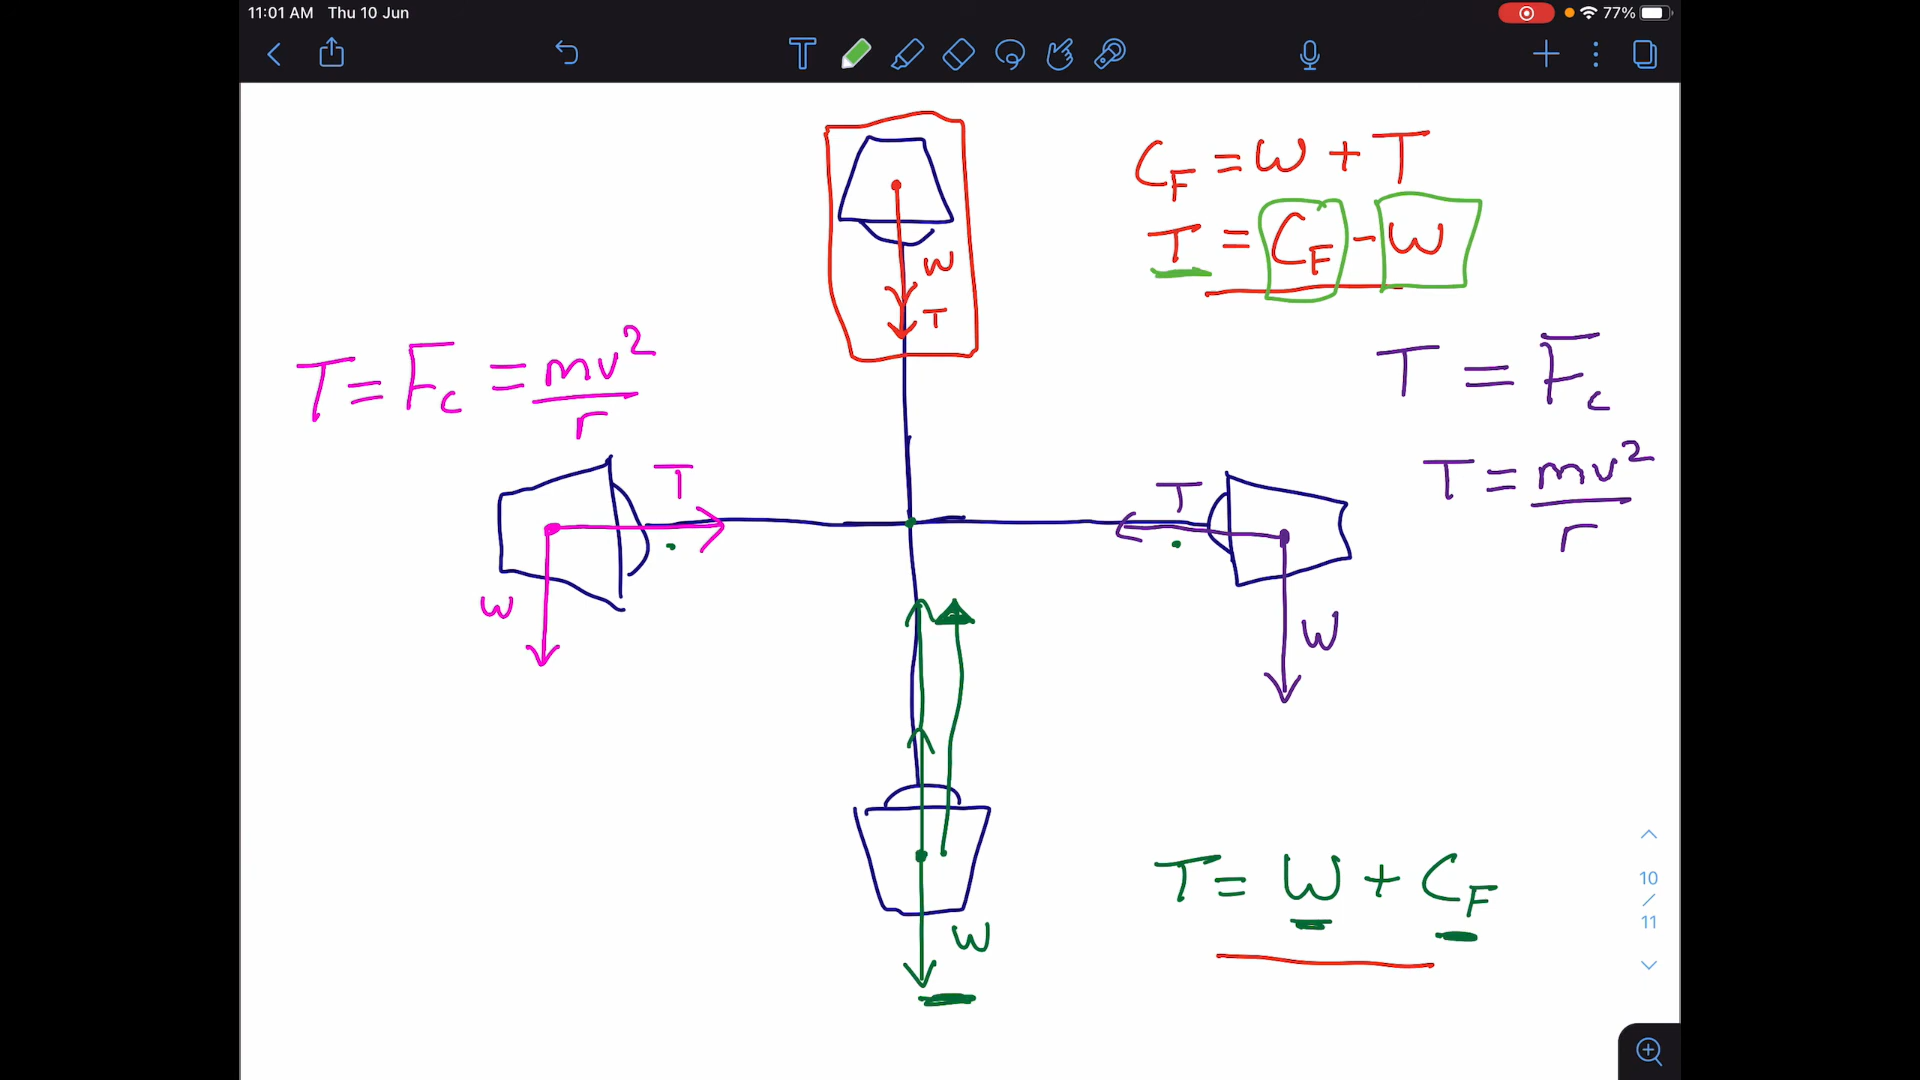 11:01 AM Thu 10 Jun
77%
T
C_F = W + T
T = C_F - W
W
T
T = F_c = mv²/r
T = F_c
T = mv²/r
T
T
W
W
T = W + C_F
W
10
/
11